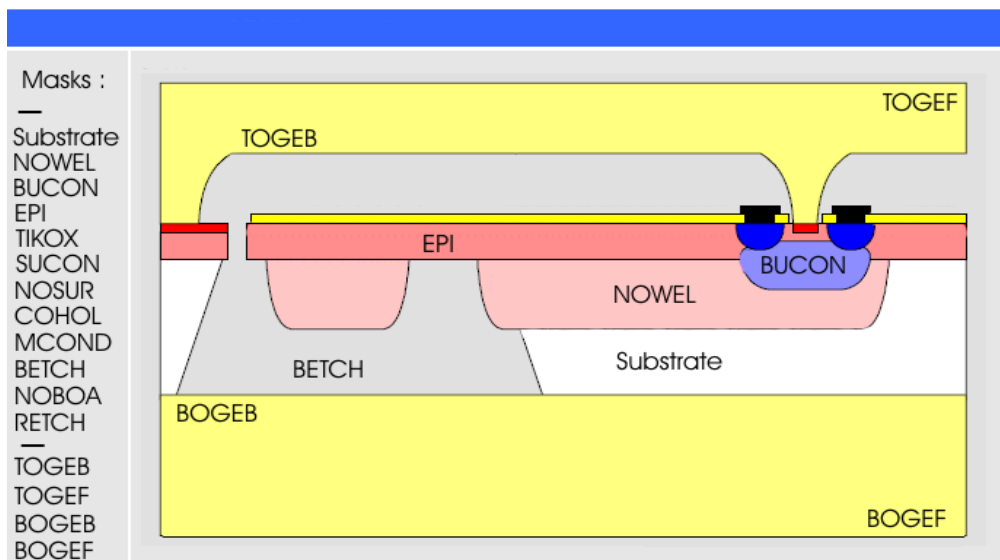 Masks :
Substrate
NOWEL
BUCON
EPI
TIKOX
SUCON
NOSUR
COHOL
MCOND
BETCH
NOBOA
RETCH
TOGEB
TOGEF
BOGEB
BOGEF
TOGEF
TOGEB
EPI
BUCON
NOWEL
Substrate
BETCH
BOGEB
BOGEF